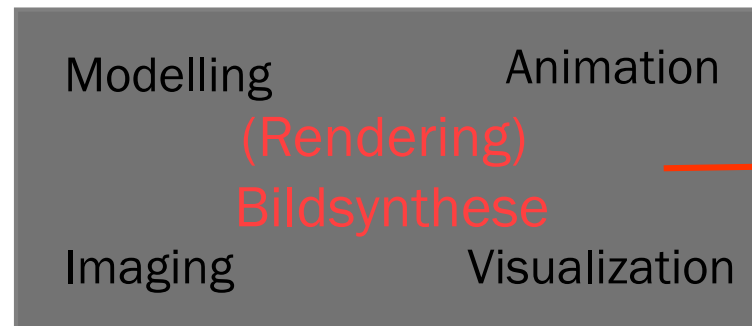 Modelling Animation
(Rendering)
Bildsynthese
Imaging Visualization